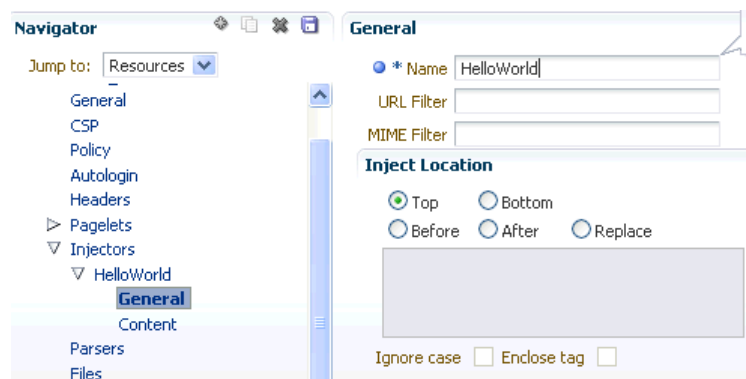 Navigator
Jump to: Resources
General
CSP
Policy
Autologin
Headers
Pagelets
Injectors
HelloWorld
General
Content
Parsers
Files
General
* Name HelloWorld
URL Filter
MIME Filter
Inject Location
Top Bottom
Before After Replace
Ignore case Enclose tag